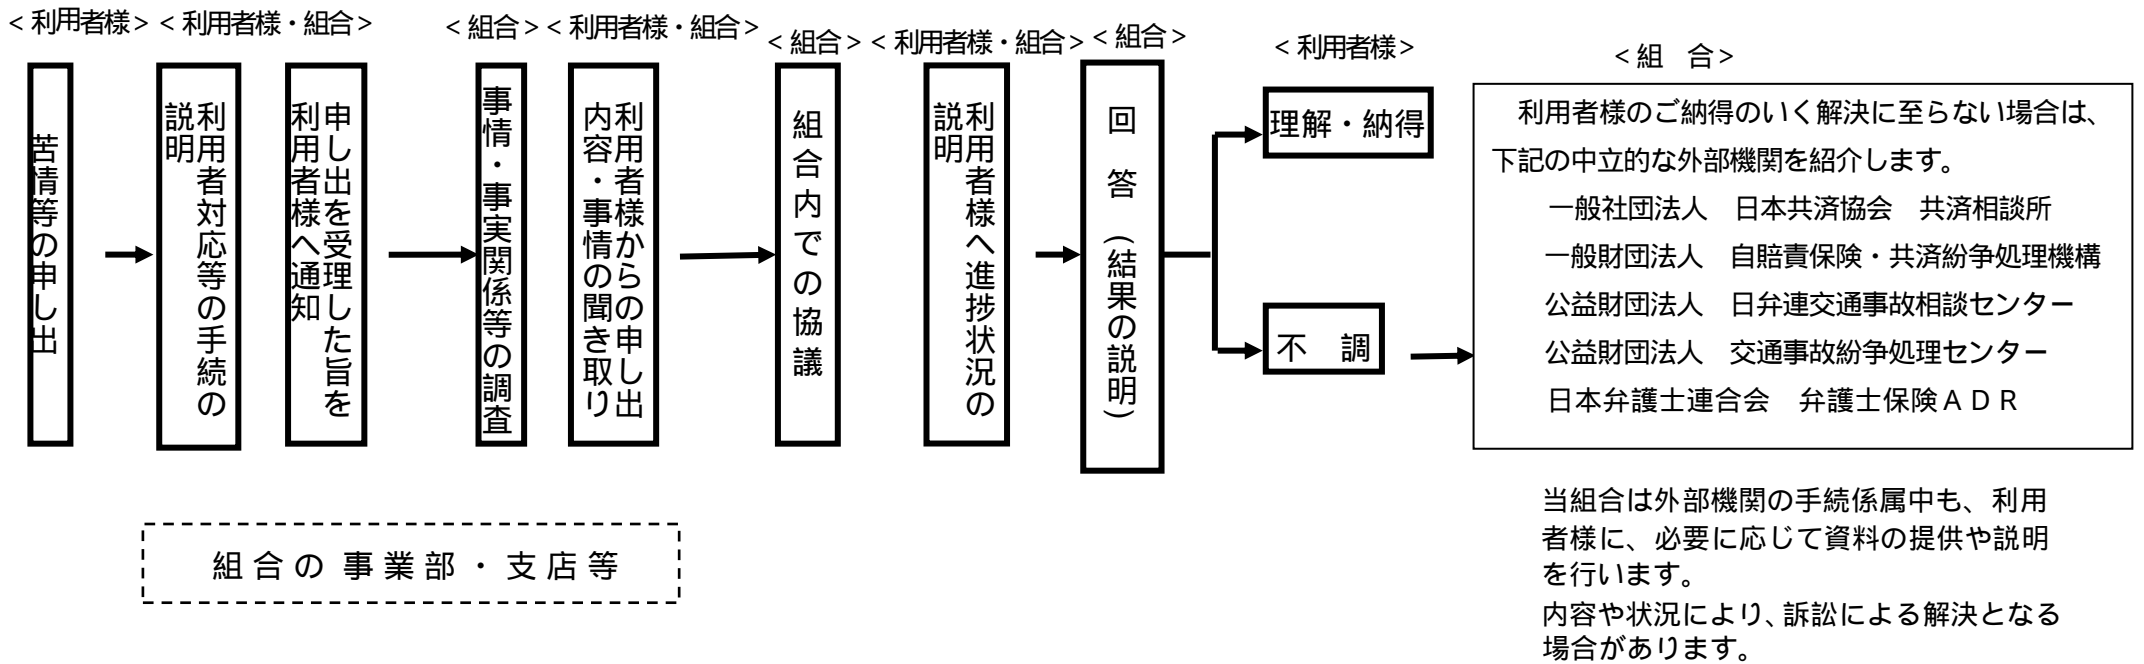 ＜利用者様＞
＜利用者様・組合＞
＜組合＞
＜利用者様・組合＞
＜組合＞
＜利用者様・組合＞
＜組合＞
＜利用者様＞
＜組　合＞
苦情等の申し出
利用者対応等の手続の
説明
申し出を受理した旨を
利用者様へ通知
事情・事実関係等の調査
利用者様からの申し出
内容・事情の聞き取り
組合内での協議
利用者様へ進捗状況の
説明
回　答　（結果の説明）
理解・納得
不　調
利用者様のご納得のいく解決に至らない場合は、
下記の中立的な外部機関を紹介します。
一般社団法人　日本共済協会　共済相談所
一般財団法人　自賠責保険・共済紛争処理機構
公益財団法人　日弁連交通事故相談センター
公益財団法人　交通事故紛争処理センター
日本弁護士連合会　弁護士保険ＡＤＲ
当組合は外部機関の手続係属中も、利用
者様に、必要に応じて資料の提供や説明
を行います。
内容や状況により、訴訟による解決となる
場合があります。
組合の 事業部・支店等